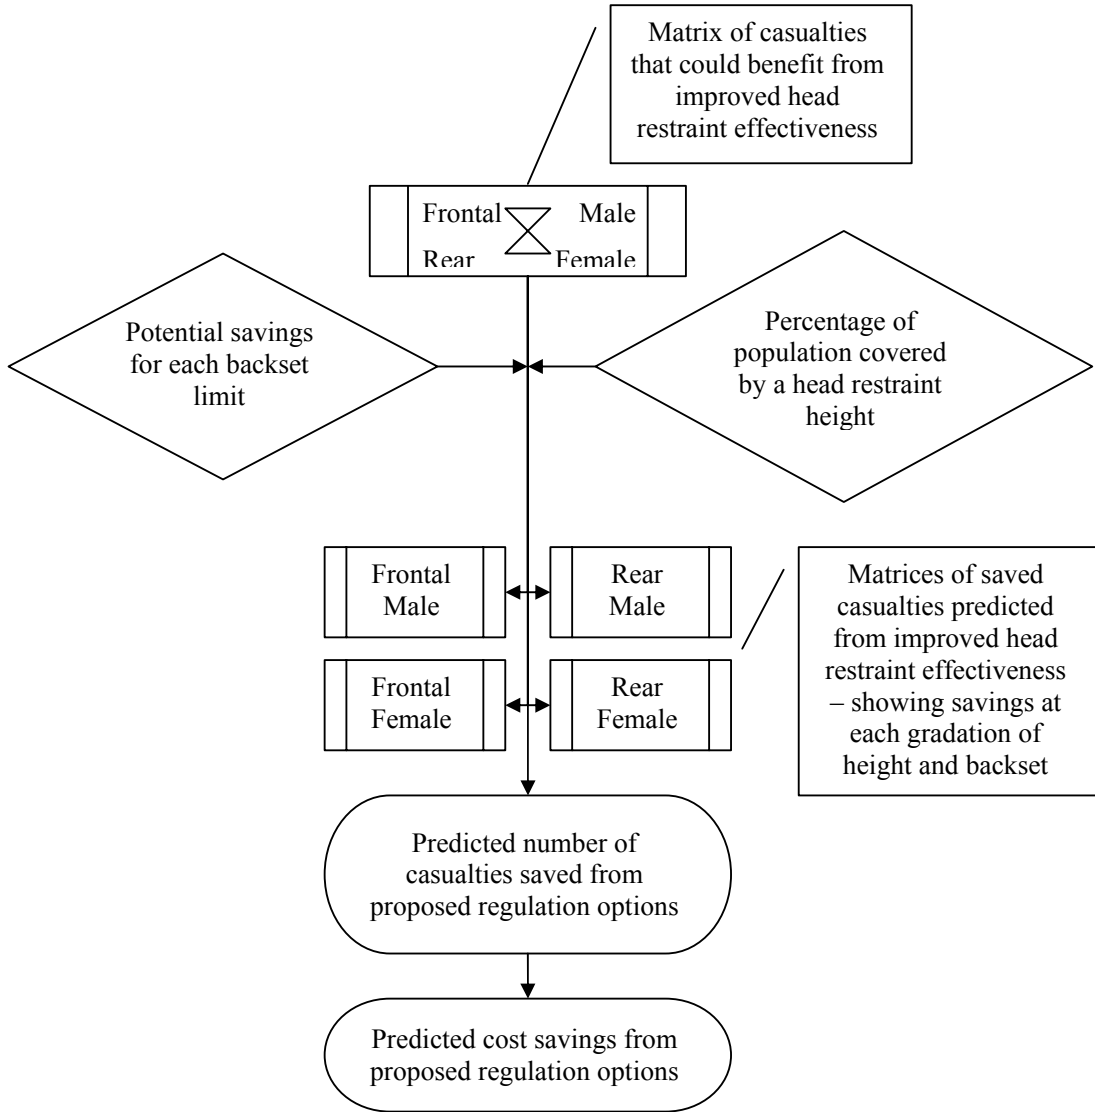 Matrix of casualties
that could benefit from
improved head
restraint effectiveness
Frontal Male
Rear Female
Potential savings
for each backset
limit
Percentage of
population covered
by a head restraint
height
Frontal
Male
Rear
Male
Frontal
Female
Rear
Female
Matrices of saved
casualties predicted
from improved head
restraint effectiveness
– showing savings at
each gradation of
height and backset
Predicted number of
casualties saved from
proposed regulation options
Predicted cost savings from
proposed regulation options